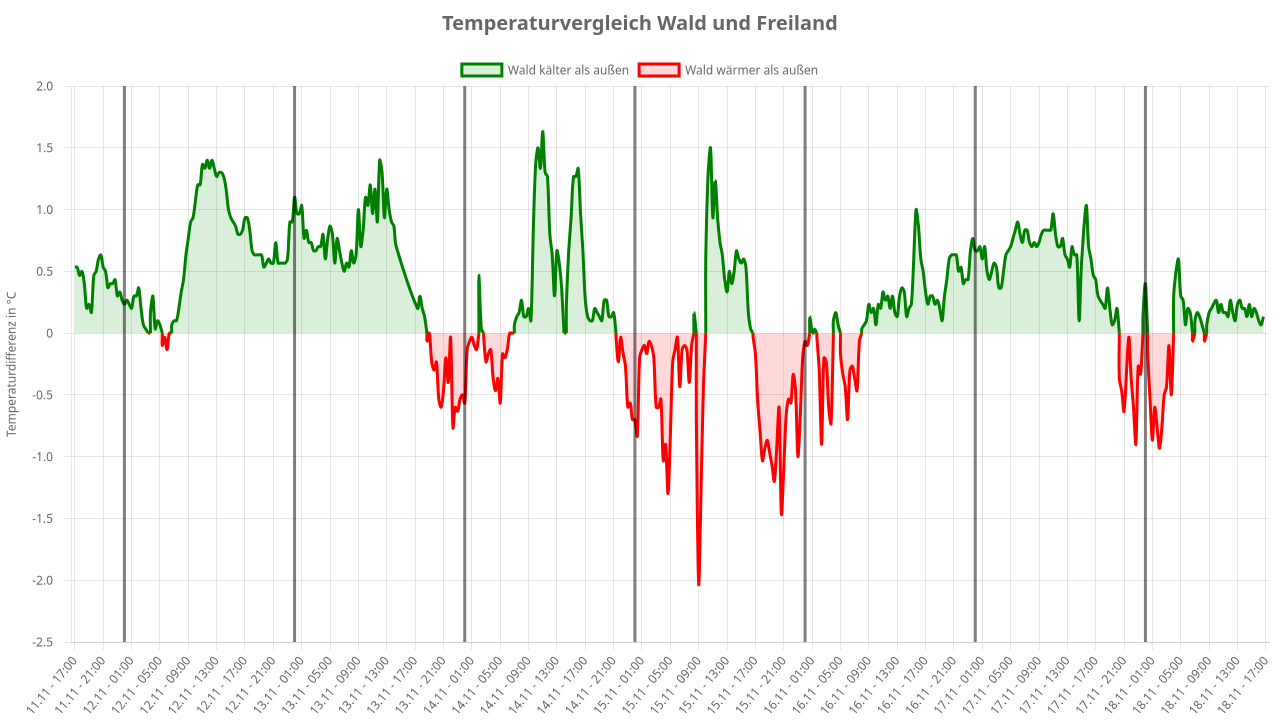 Temperaturvergleich Wald und Freiland
Wald kälter als außen
Wald wärmer als außen
Temperaturdifferenz in °C
2.0
1.5
1.0
0.5
0
-0.5
-1.0
-1.5
-2.0
-2.5
11.11 - 17:00
11.11 - 21:00
12.11 - 01:00
12.11 - 05:00
12.11 - 09:00
12.11 - 13:00
12.11 - 17:00
12.11 - 21:00
13.11 - 01:00
13.11 - 05:00
13.11 - 09:00
13.11 - 13:00
13.11 - 17:00
13.11 - 21:00
14.11 - 01:00
14.11 - 05:00
14.11 - 09:00
14.11 - 13:00
14.11 - 17:00
14.11 - 21:00
15.11 - 01:00
15.11 - 05:00
15.11 - 09:00
15.11 - 13:00
15.11 - 17:00
15.11 - 21:00
16.11 - 01:00
16.11 - 05:00
16.11 - 09:00
16.11 - 13:00
16.11 - 17:00
16.11 - 21:00
17.11 - 01:00
17.11 - 05:00
17.11 - 09:00
17.11 - 13:00
17.11 - 17:00
17.11 - 21:00
18.11 - 01:00
18.11 - 05:00
18.11 - 09:00
18.11 - 13:00
18.11 - 17:00